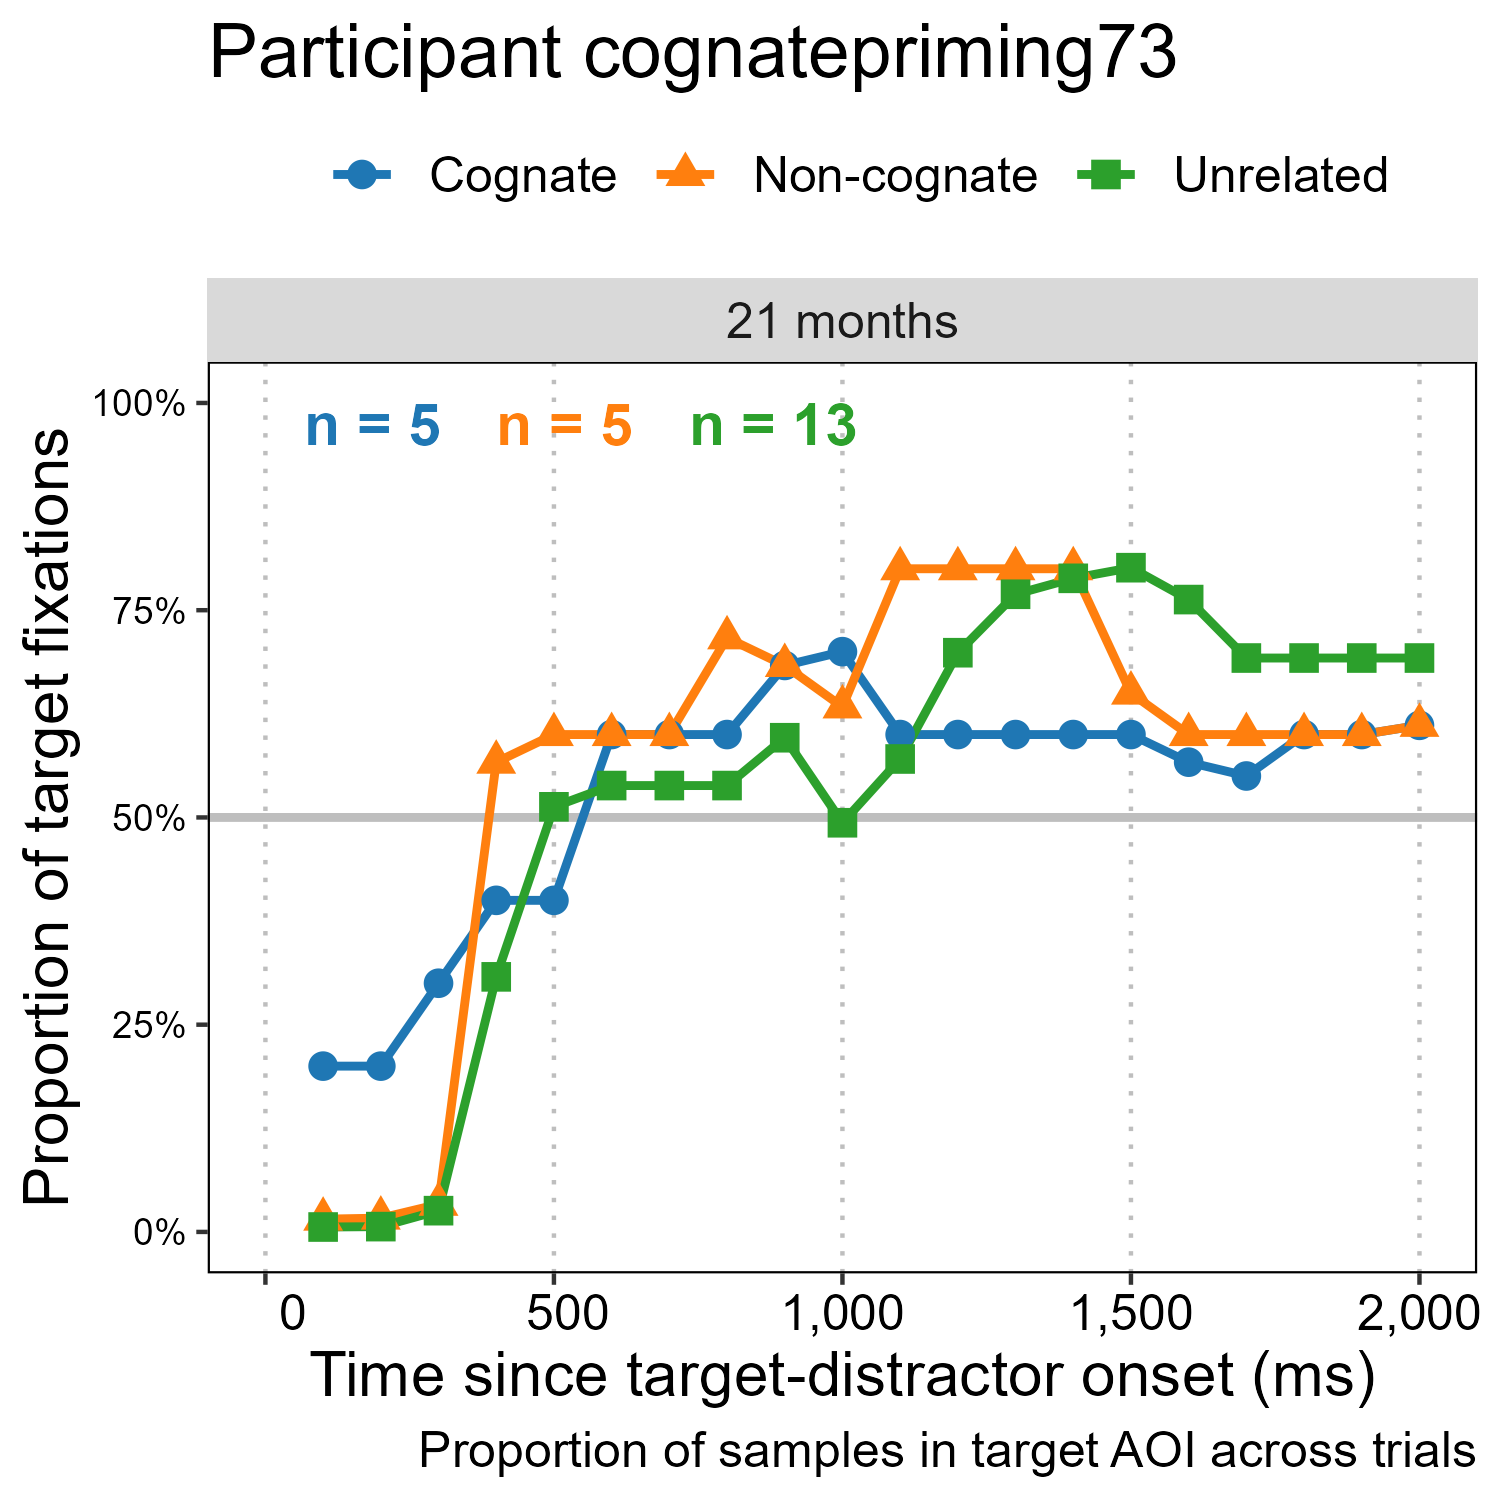 Participant cognatepriming73
Cognate Non-cognate Unrelated
21 months
n = 5 n = 5 n = 13
100%
75%
50%
25%
0%
Proportion of target fixations
0 500 1,000 1,500 2,000
Time since target-distractor onset (ms)
Proportion of samples in target AOI across trials